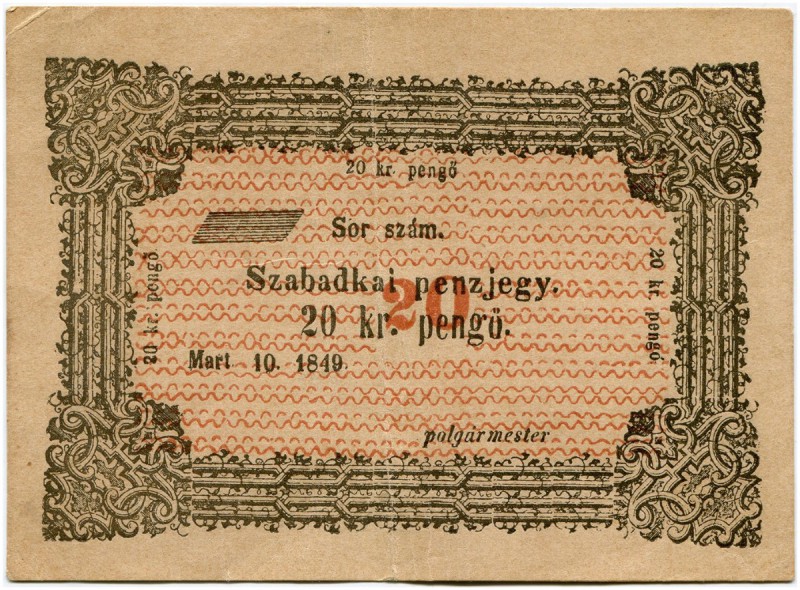 20 kr. pengő
Sor szám.
20 kr. pengő
20 kr. pengő
Szabadkai penzjegy.
20
20 kr. pengő.
Mart 10. 1849.
polgármester